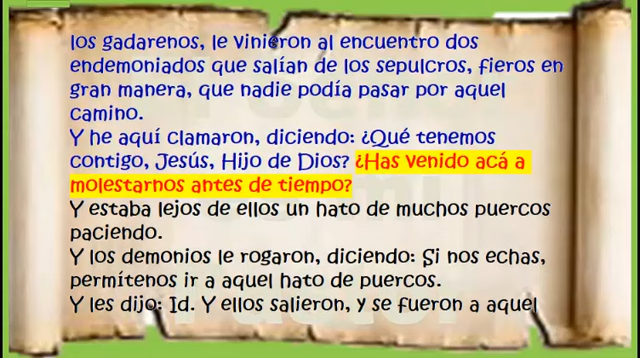 los gadarenos, le vinieron al encuentro dos
endemoniados que salían de los sepulcros, fieros en
gran manera, que nadie podía pasar por aquel
camino.
Y he aquí clamaron, diciendo: ¿Qué tenemos
contigo, Jesús, Hijo de Dios? ¿Has venido acá a
molestarnos antes de tiempo?
Y estaba lejos de ellos un hato de muchos puercos
paciendo.
Y los demonios le rogaron, diciendo: Si nos echas,
permítenos ir a aquel hato de puercos.
Y les dijo: Id. Y ellos salieron, y se fueron a aquel